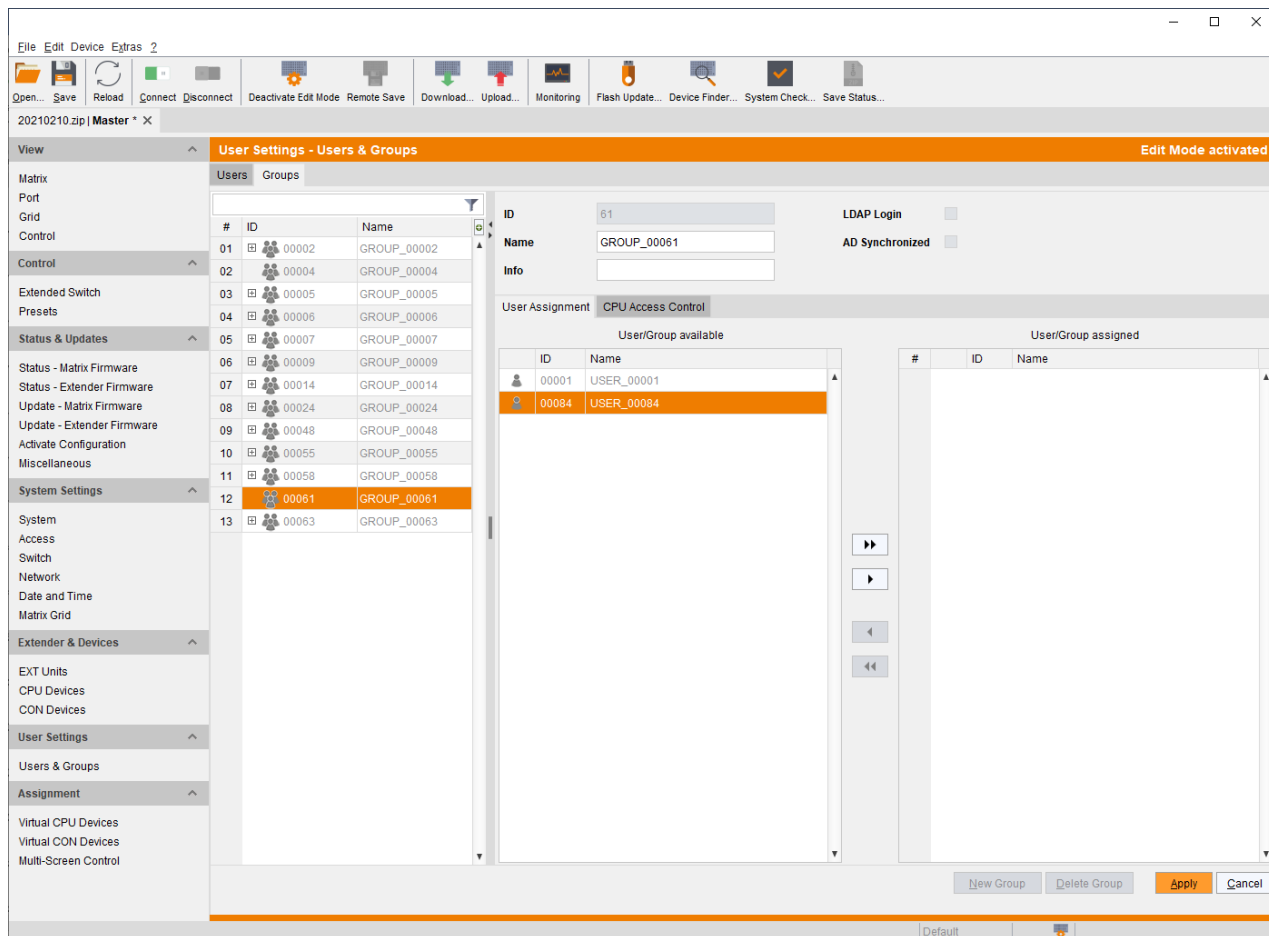 File Edit Device Extras ?
Open... Save Reload Connect Disconnect Deactivate Edit Mode Remote Save Download... Upload... Monitoring Flash Update... Device Finder... System Check... Save Status...
20210210.zip | Master *
View
Matrix
Port
Grid
Control
Control
Extended Switch
Presets
Status & Updates
Status - Matrix Firmware
Status - Extender Firmware
Update - Matrix Firmware
Update - Extender Firmware
Activate Configuration
Miscellaneous
System Settings
System
Access
Switch
Network
Date and Time
Matrix Grid
Extender & Devices
EXT Units
CPU Devices
CON Devices
User Settings
Users & Groups
Assignment
Virtual CPU Devices
Virtual CON Devices
Multi-Screen Control
User Settings - Users & Groups Edit Mode activated
Users Groups
# ID Name
01 00002 GROUP_00002
02 00004 GROUP_00004
03 00005 GROUP_00005
04 00006 GROUP_00006
05 00007 GROUP_00007
06 00009 GROUP_00009
07 00014 GROUP_00014
08 00024 GROUP_00024
09 00048 GROUP_00048
10 00055 GROUP_00055
11 00058 GROUP_00058
12 00061 GROUP_00061
13 00063 GROUP_00063
ID 61 LDAP Login
Name GROUP_00061 AD Synchronized
Info
User Assignment CPU Access Control
User/Group available
ID Name
00001 USER_00001
00084 USER_00084
User/Group assigned
# ID Name
New Group Delete Group Apply Cancel
Default